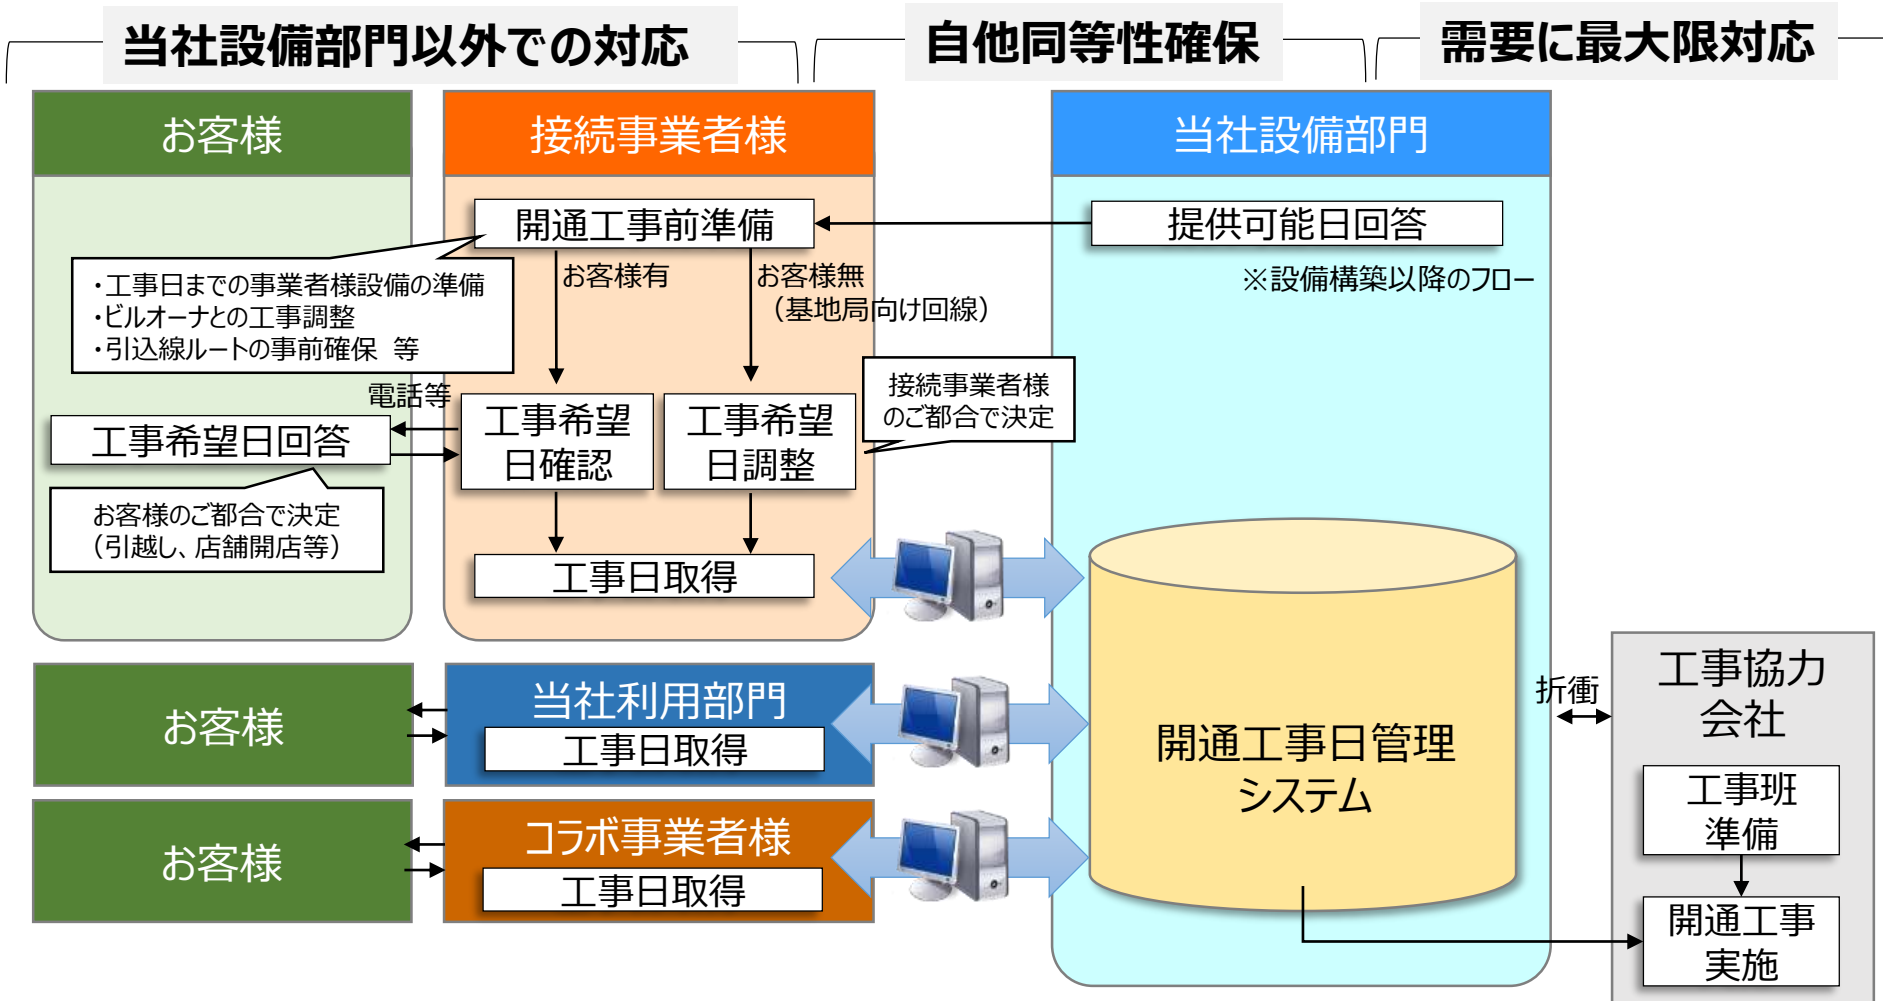 当社設備部門以外での対応
自他同等性確保
需要に最大限対応
お客様
接続事業者様
当社設備部門
開通工事前準備
提供可能日回答
・工事日までの事業者様設備の準備
・ビルオーナとの工事調整
・引込線ルートの事前確保 等
お客様有
お客様無
（基地局向け回線）
※設備構築以降のフロー
電話等
工事希望日回答
工事希望
日確認
工事希望
日調整
接続事業者様
のご都合で決定
お客様のご都合で決定
（引越し、店舗開店等）
工事日取得
お客様
当社利用部門
工事日取得
お客様
コラボ事業者様
工事日取得
開通工事日管理
システム
折衝
工事協力
会社
工事班
準備
開通工事
実施